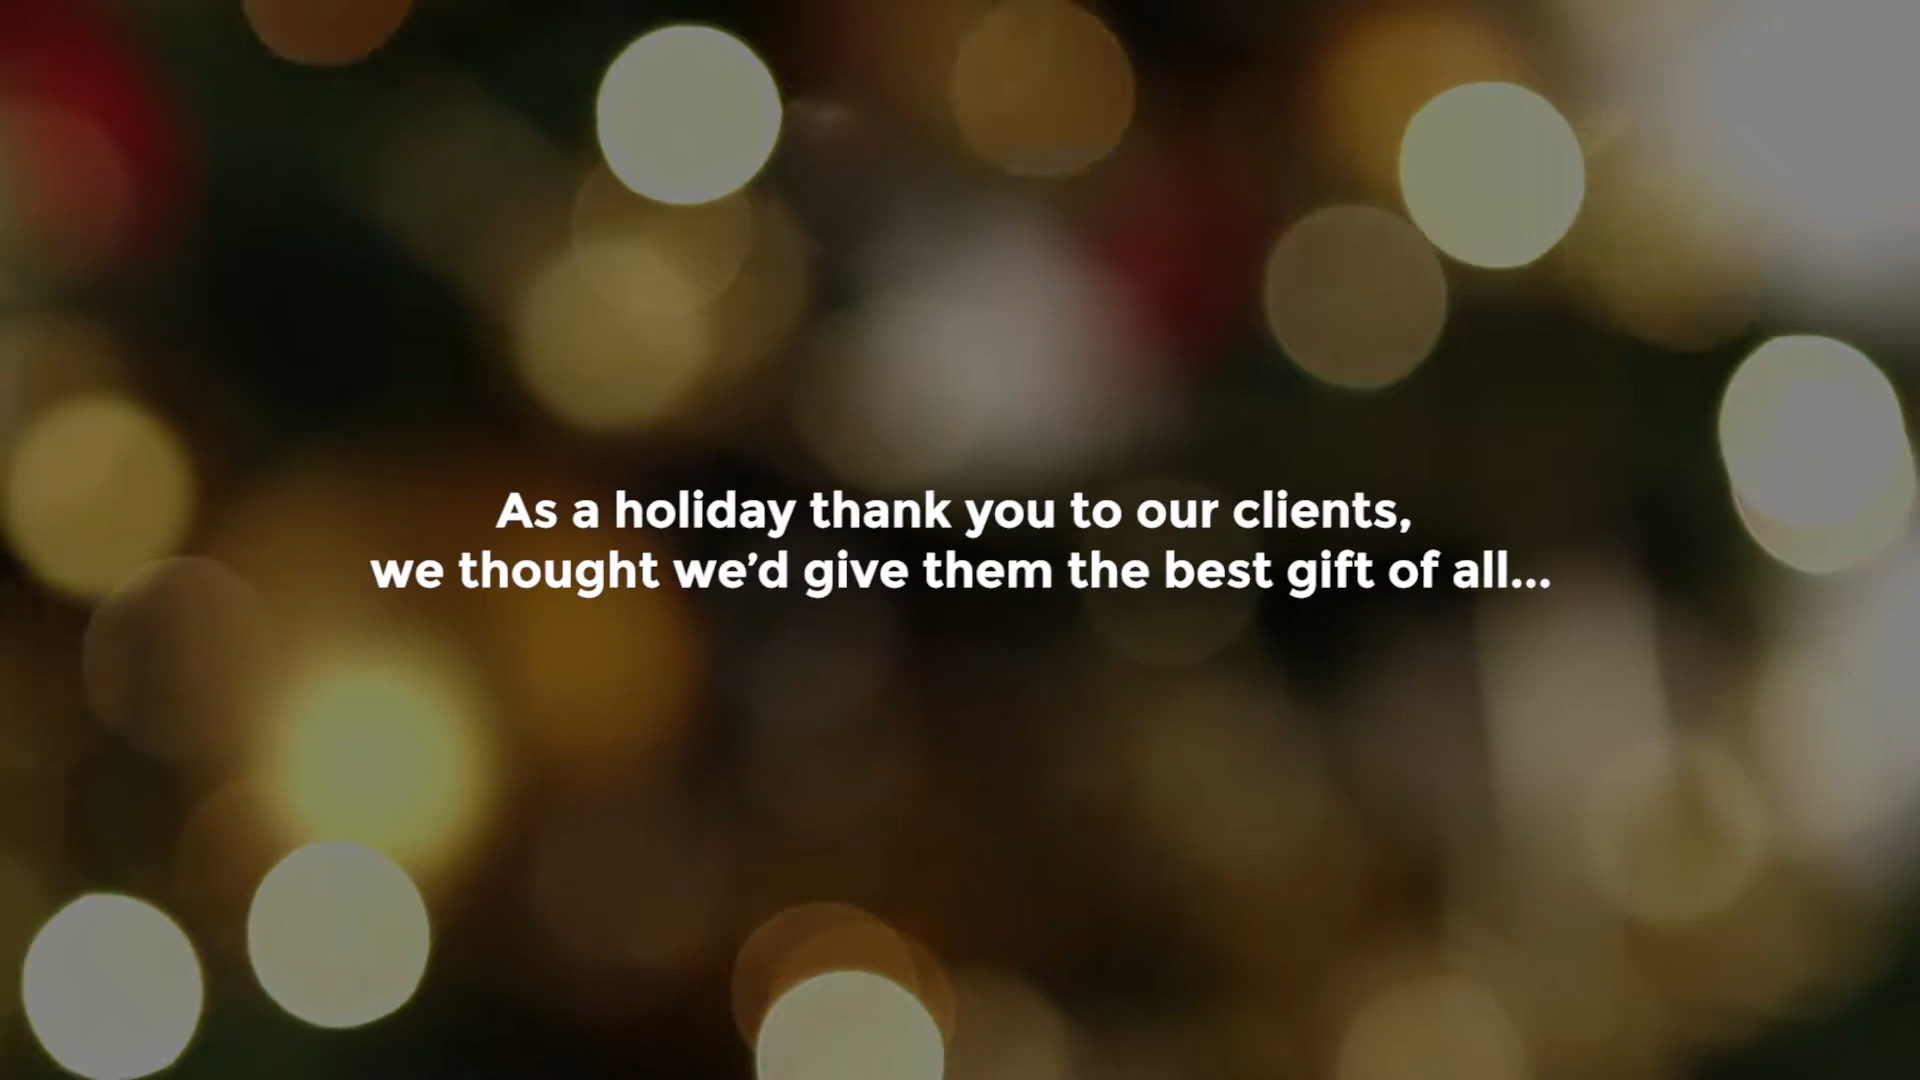 As a holiday thank you to our clients,
we thought we’d give them the best gift of all...